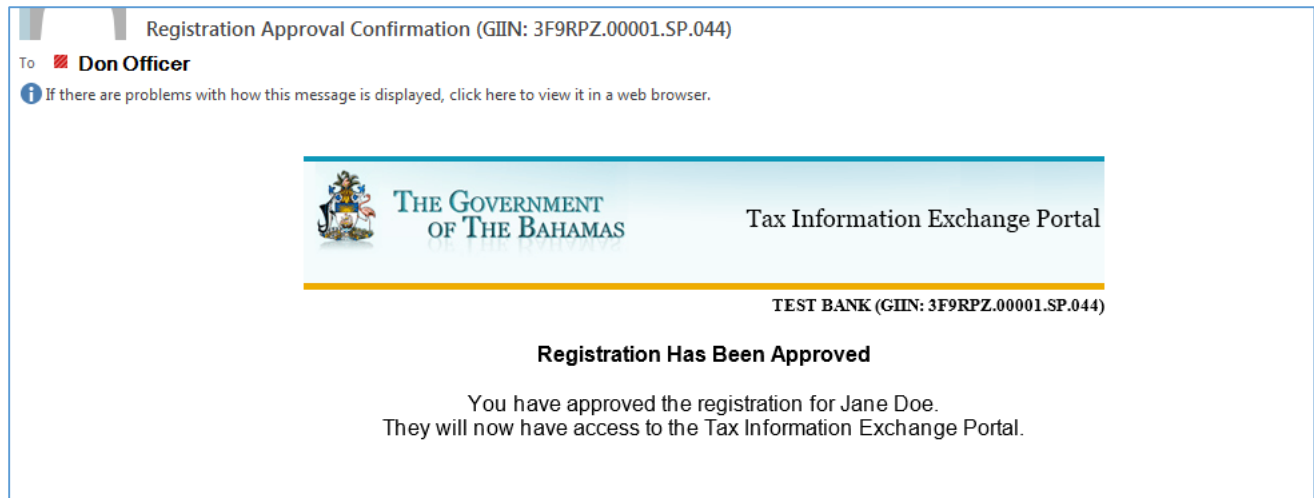 Registration Approval Confirmation (GIIN: 3F9RPZ.00001.SP.044)
To Don Officer
If there are problems with how this message is displayed, click here to view it in a web browser.
THE GOVERNMENT
OF THE BAHAMAS
Tax Information Exchange Portal
TEST BANK (GIIN: 3F9RPZ.00001.SP.044)
Registration Has Been Approved
You have approved the registration for Jane Doe.
They will now have access to the Tax Information Exchange Portal.